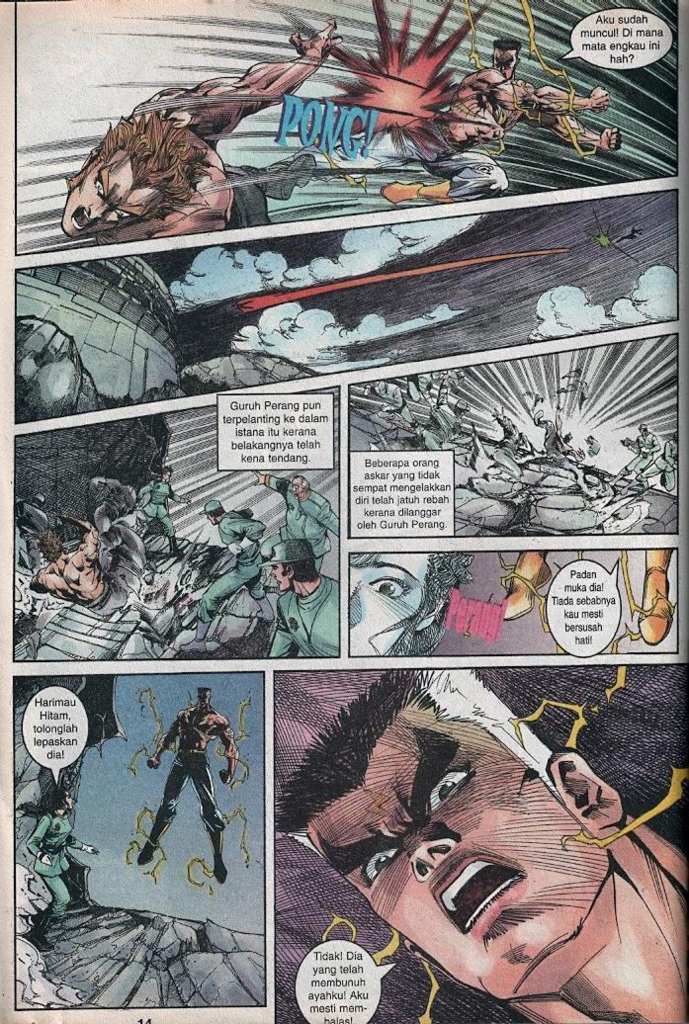 Aku sudah
muncul! Di mana
mata engkau ini
hah?
PONG!
Guruh Perang pun
terpelanting ke dalam
istana itu kerana
belakangnya telah
kena tendang.
Beberapa orang
askar yang tidak
sempat mengelakkan
diri telah jatuh rebah
kerana dilanggar
oleh Guruh Perang.
Padan
muka dia!
Tiada sebabnya
kau mesti
bersusah
hati!
Harimau
Hitam,
tolonglah
lepaskan
dia!
Tidak! Dia
yang telah
membunuh
ayahku! Aku
mesti mem-
balas!
14